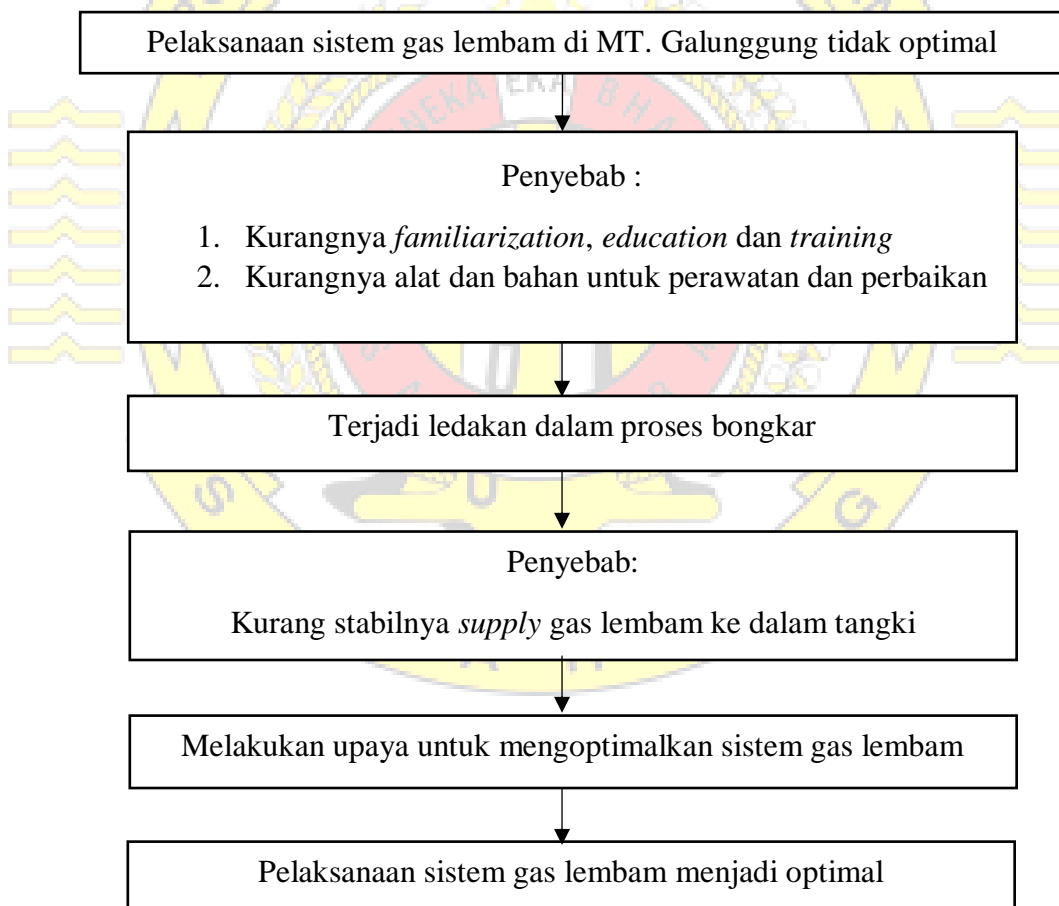 Pelaksanaan sistem gas lembam di MT. Galunggung tidak optimal
Penyebab :
1. Kurangnya familiarization, education dan training
2. Kurangnya alat dan bahan untuk perawatan dan perbaikan
Terjadi ledakan dalam proses bongkar
Penyebab:
Kurang stabilnya supply gas lembam ke dalam tangki
Melakukan upaya untuk mengoptimalkan sistem gas lembam
Pelaksanaan sistem gas lembam menjadi optimal